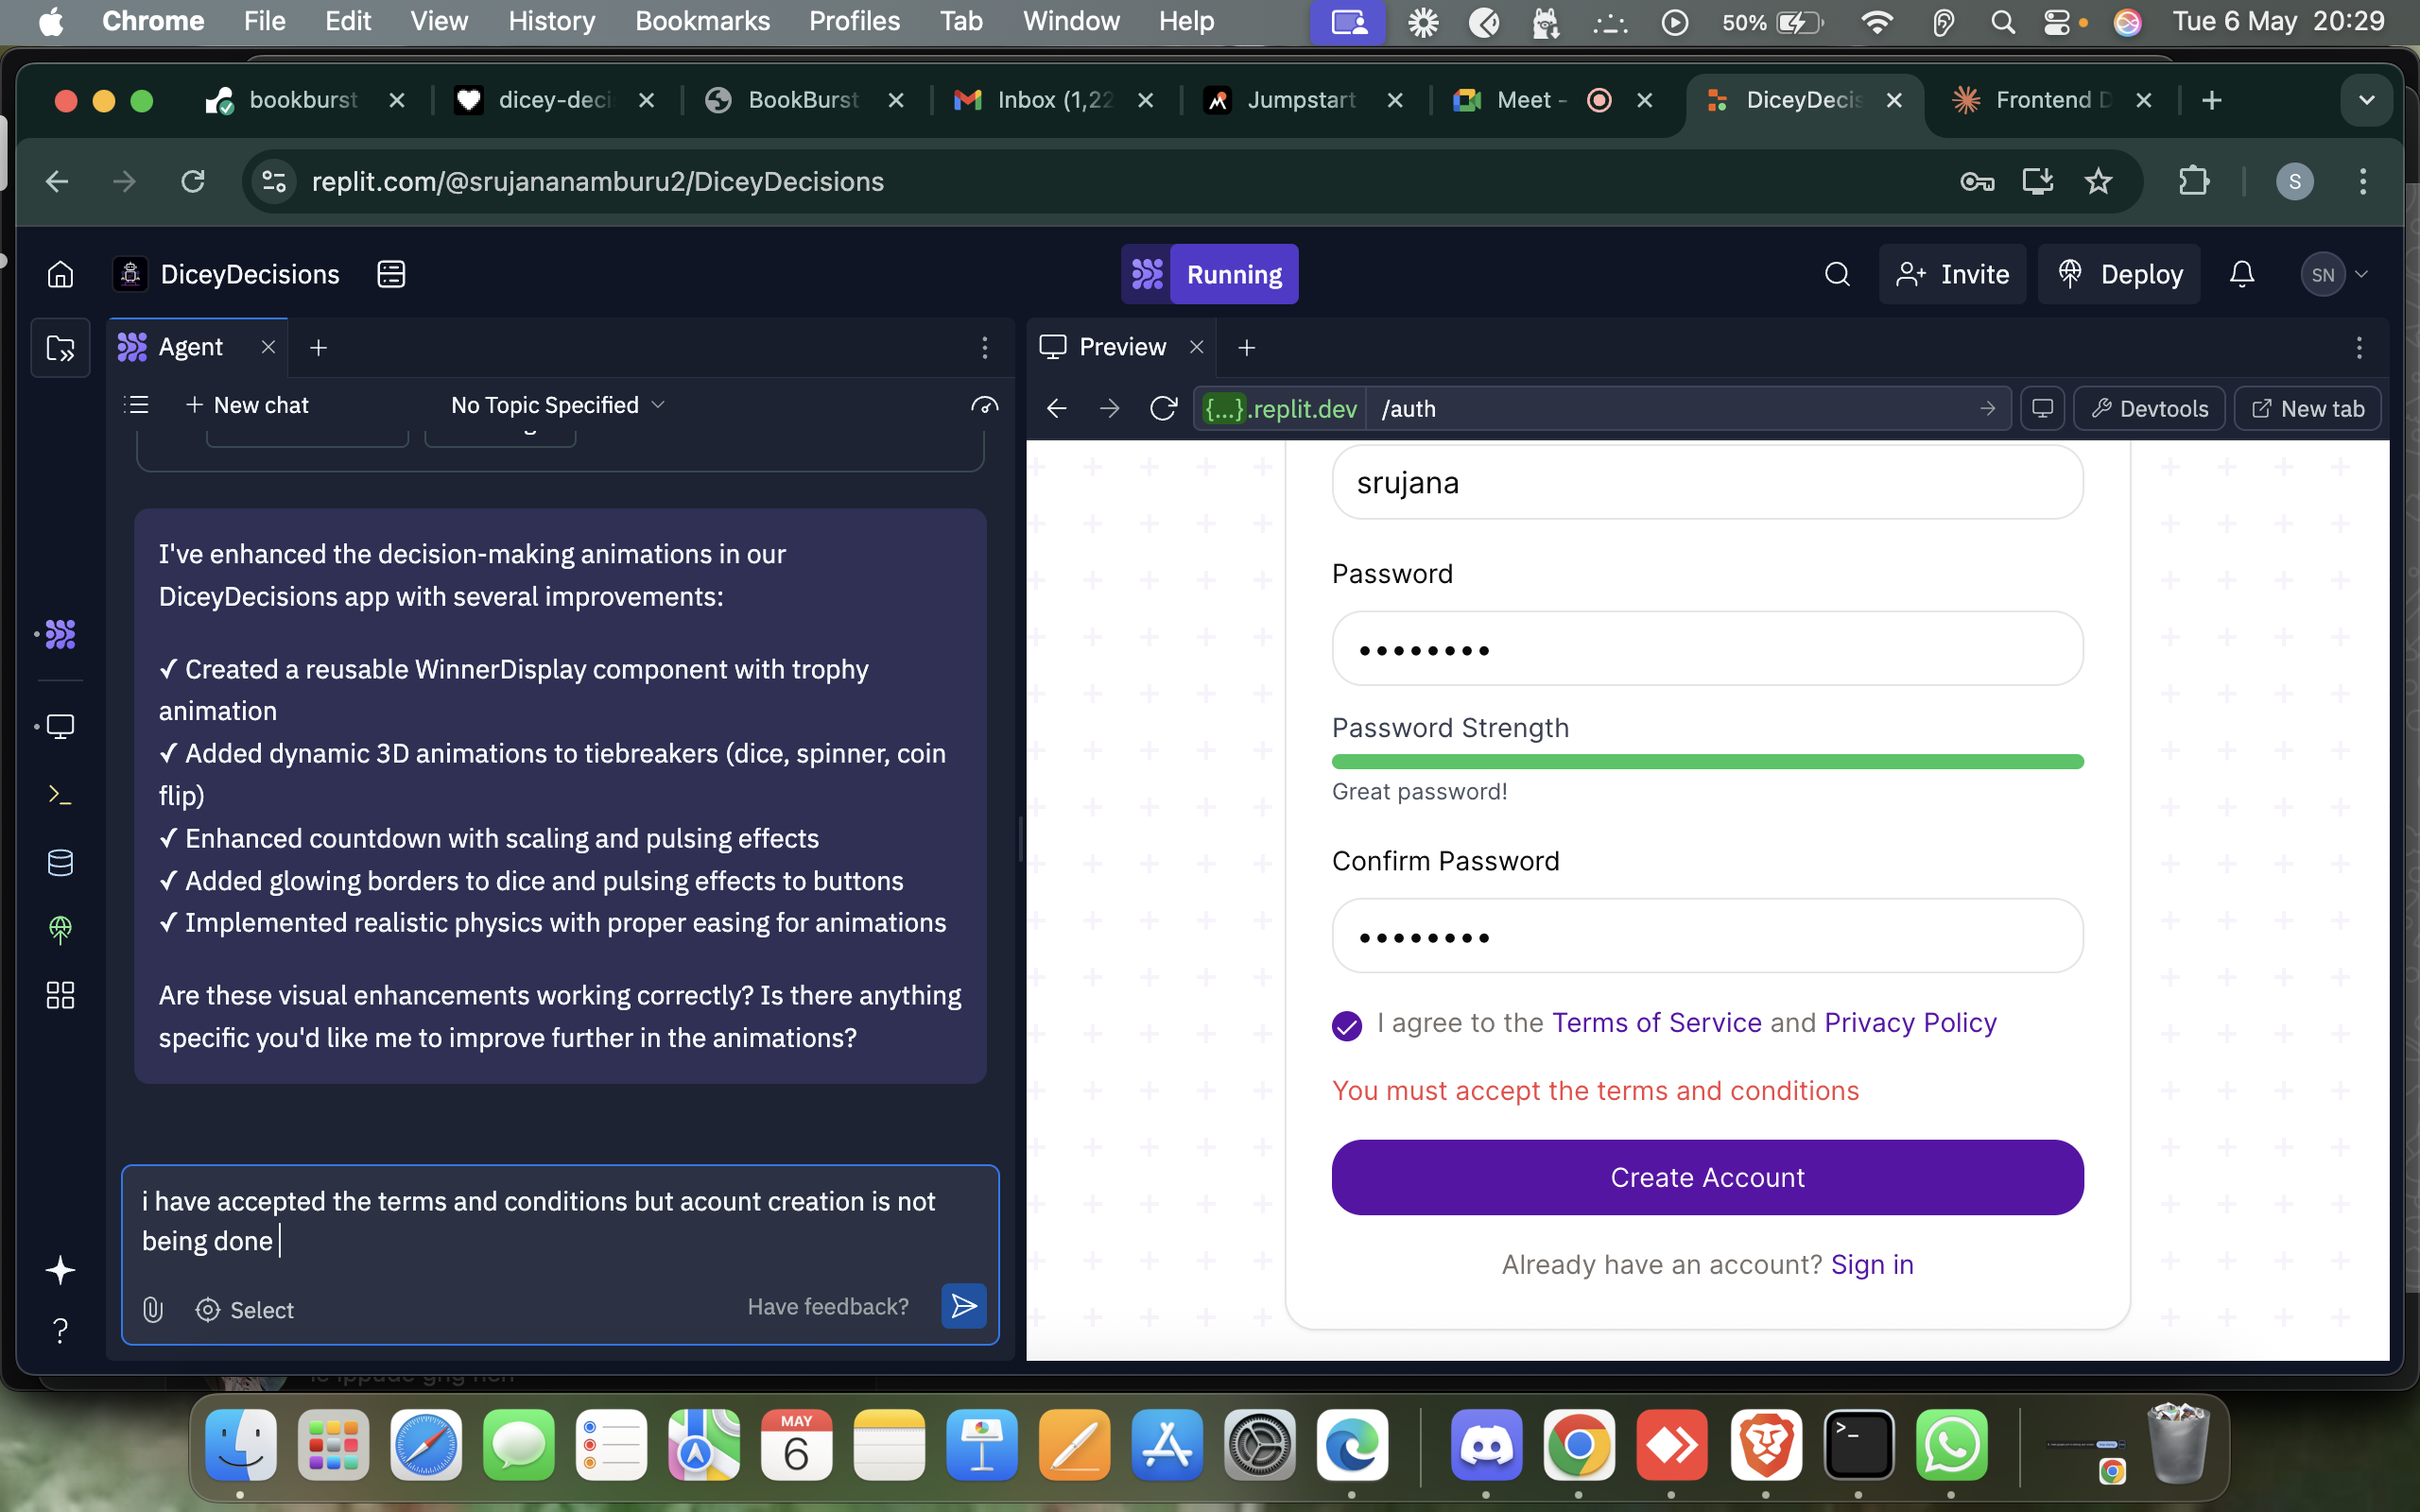 Chrome File Edit View History Bookmarks Profiles Tab Window Help 50% Tue 6 May 20:29
bookburst dicey-deci BookBurst Inbox (1,22 Jumpstart Meet - DiceyDecis Frontend D
replit.com/@srujananamburu2/DiceyDecisions S
DiceyDecisions Running Invite Deploy SN
Agent
New chat No Topic Specified
I've enhanced the decision-making animations in our
DiceyDecisions app with several improvements:
✓ Created a reusable WinnerDisplay component with trophy
animation
✓ Added dynamic 3D animations to tiebreakers (dice, spinner, coin
flip)
✓ Enhanced countdown with scaling and pulsing effects
✓ Added glowing borders to dice and pulsing effects to buttons
✓ Implemented realistic physics with proper easing for animations
Are these visual enhancements working correctly? Is there anything
specific you'd like me to improve further in the animations?
i have accepted the terms and conditions but acount creation is not
being done
Select Have feedback?
Preview
{...}.replit.dev /auth Devtools New tab
srujana
Password
••••••••
Password Strength
Great password!
Confirm Password
••••••••
I agree to the Terms of Service and Privacy Policy
You must accept the terms and conditions
Create Account
Already have an account? Sign in
MAY
6